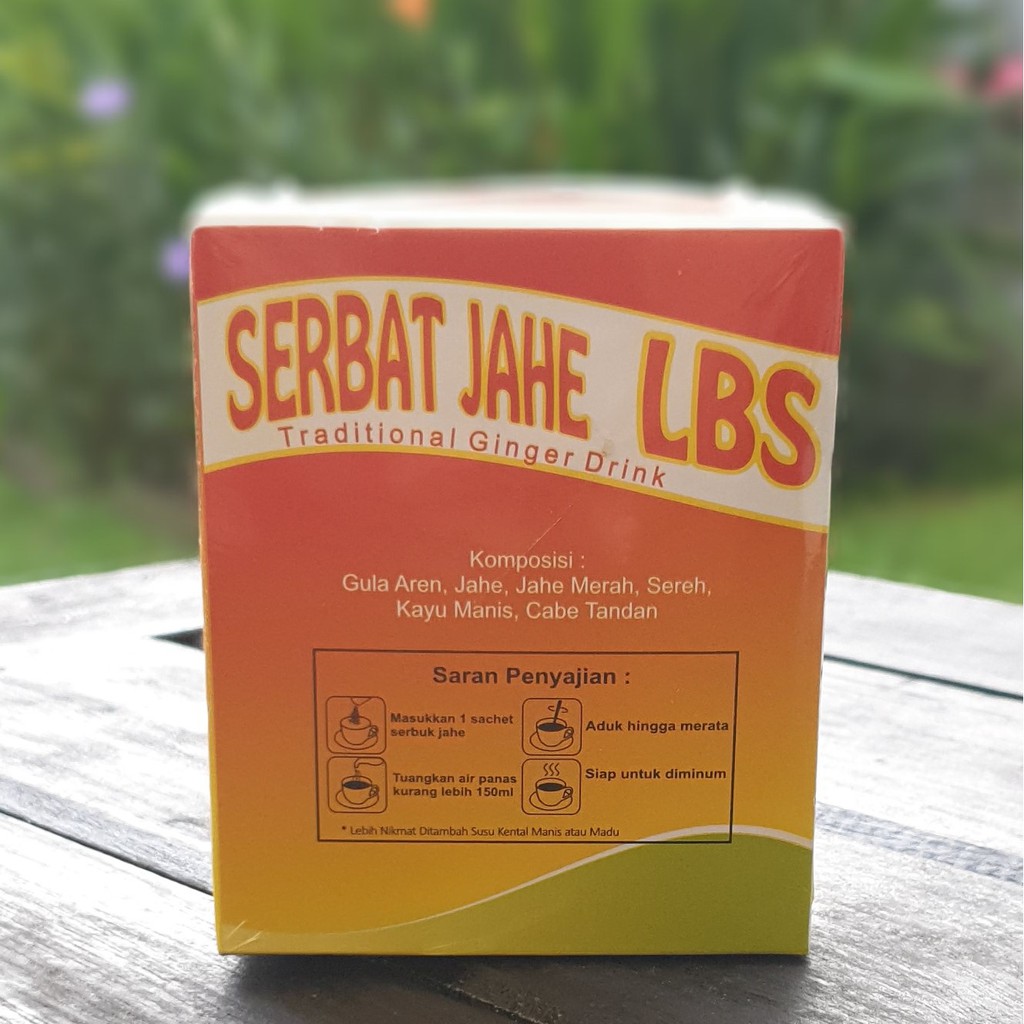 SERBAT JAHE LBS
Traditional Ginger Drink
Komposisi :
Gula Aren, Jahe, Jahe Merah, Sereh,
Kayu Manis, Cabe Tandan
Saran Penyajian :
Masukkan 1 sachet
serbuk jahe
Tuangkan air panas
kurang lebih 150ml
Aduk hingga merata
Siap untuk diminum
* Lebih Nikmat Ditambah Susu Kental Manis atau Madu